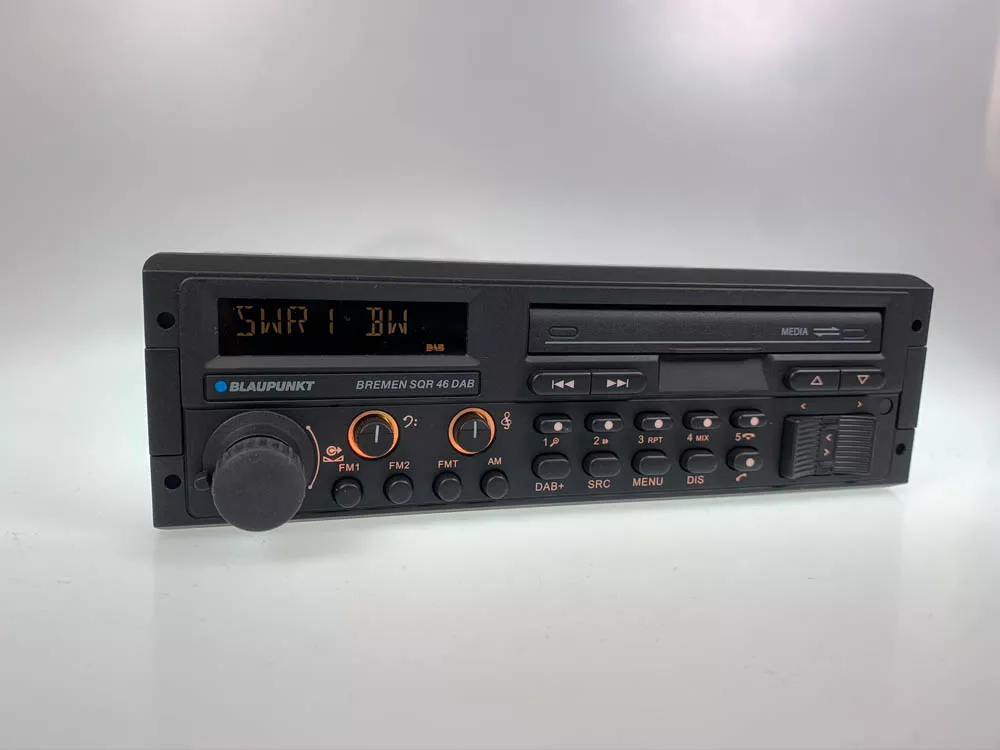 SWR1 BW
DAB
BLAUPUNKT BREMEN SQR 46 DAB
MEDIA
FM1 FM2 FMT AM
1 2 3 RPT 4 MIX 5
DAB+ SRC MENU DIS